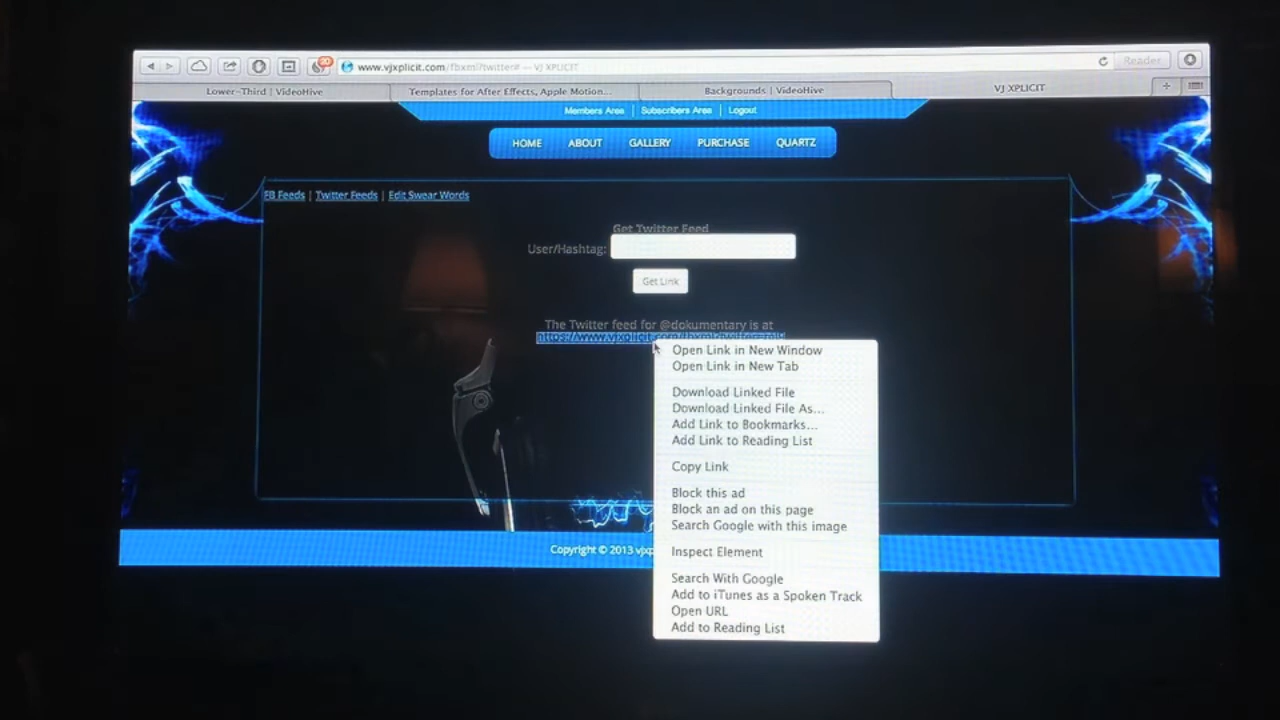 www.vjxplicit.com/fbxml?twitter# — VJ XPLICIT
Reader
Lower-Third | VideoHive
Templates for After Effects, Apple Motion...
Backgrounds | VideoHive
VJ XPLICIT
Members Area | Subscribers Area | Logout
HOME ABOUT GALLERY PURCHASE QUARTZ
FB Feeds | Twitter Feeds | Edit Swear Words
Get Twitter Feed
User/Hashtag:
Get Link
The Twitter feed for @dokumentary is at
Open Link in New Window
Open Link in New Tab
Download Linked File
Download Linked File As...
Add Link to Bookmarks...
Add Link to Reading List
Copy Link
Block this ad
Block an ad on this page
Search Google with this image
Inspect Element
Copyright © 2013
Search With Google
Add to iTunes as a Spoken Track
Open URL
Add to Reading List